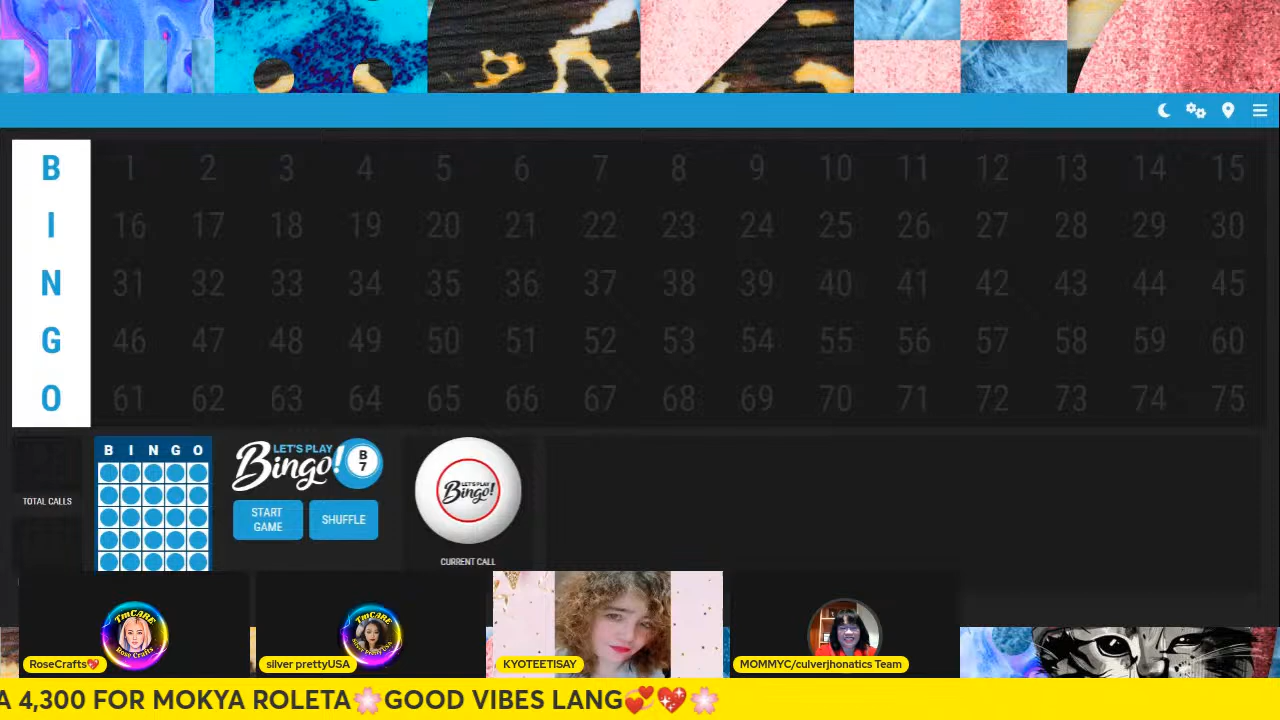 B 1 2 3 4 5 6 7 8 9 10 11 12 13 14 15
I 16 17 18 19 20 21 22 23 24 25 26 27 28 29 30
N 31 32 33 34 35 36 37 38 39 40 41 42 43 44 45
G 46 47 48 49 50 51 52 53 54 55 56 57 58 59 60
O 61 62 63 64 65 66 67 68 69 70 71 72 73 74 75
TOTAL CALLS
B I N G O
LET'S PLAY
Bingo!
B
7
START
GAME
SHUFFLE
LET'S PLAY
Bingo!
CURRENT CALL
TmCARE
Rose Crafts
RoseCrafts💖
TmCARE
silver prettyUSA
KYOTEETISAY
MOMMYC/culverjhonatics Team
A 4,300 FOR MOKYA ROLETA🌸GOOD VIBES LANG💞💖🌸